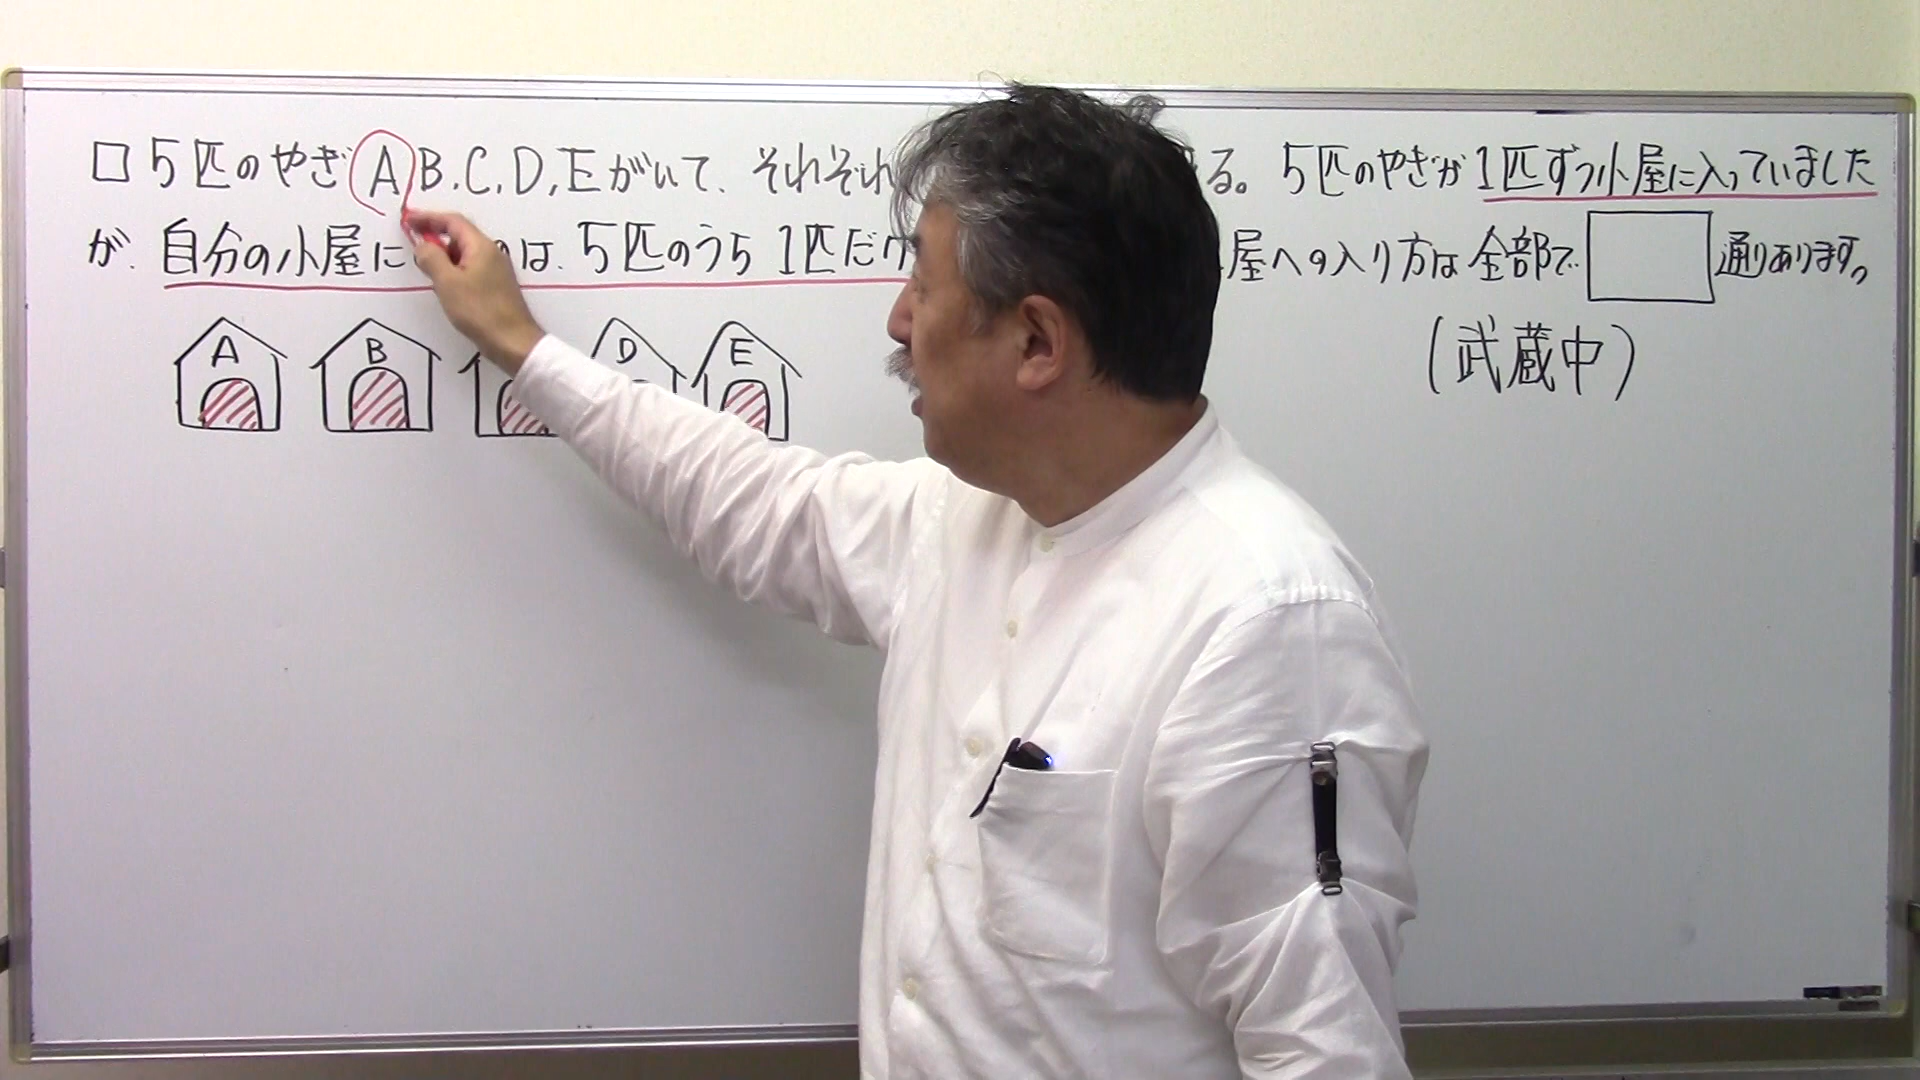 □ 5匹のやぎA B,C,D,Eがいて、それぞれ る。5匹のやぎが1匹ずつ小屋に入っていました
が、自分の小屋に のは、5匹のうち1匹だけ 屋への入り方は全部で□通りあります。
(武蔵中)
A B D E